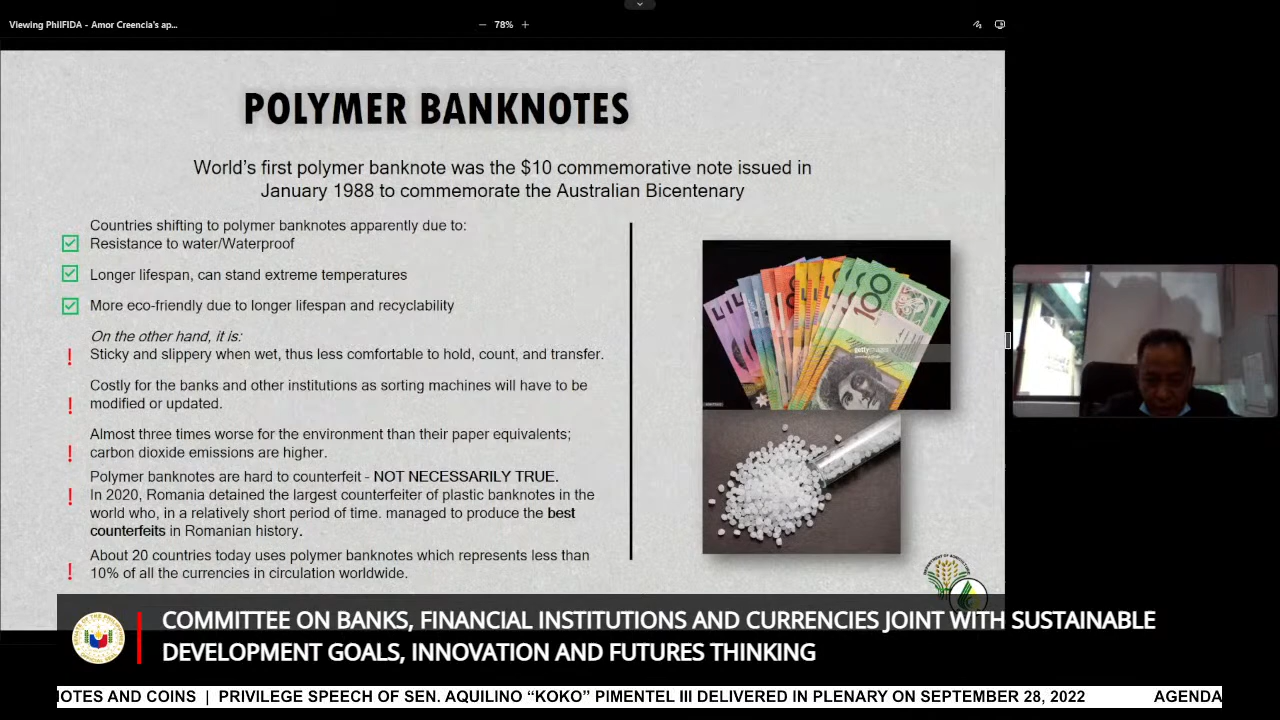 Viewing PhilFIDA - Amor Creencia's ap...
78%
POLYMER BANKNOTES
World's first polymer banknote was the $10 commemorative note issued in
January 1988 to commemorate the Australian Bicentenary
Countries shifting to polymer banknotes apparently due to:
Resistance to water/Waterproof
Longer lifespan, can stand extreme temperatures
More eco-friendly due to longer lifespan and recyclability
On the other hand, it is:
! Sticky and slippery when wet, thus less comfortable to hold, count, and transfer.
Costly for the banks and other institutions as sorting machines will have to be
! modified or updated.
Almost three times worse for the environment than their paper equivalents;
! carbon dioxide emissions are higher.
Polymer banknotes are hard to counterfeit - NOT NECESSARILY TRUE.
! In 2020, Romania detained the largest counterfeiter of plastic banknotes in the
world who, in a relatively short period of time. managed to produce the best
counterfeits in Romanian history.
About 20 countries today uses polymer banknotes which represents less than
! 10% of all the currencies in circulation worldwide.
100
gettyimages
COMMITTEE ON BANKS, FINANCIAL INSTITUTIONS AND CURRENCIES JOINT WITH SUSTAINABLE
DEVELOPMENT GOALS, INNOVATION AND FUTURES THINKING
IOTES AND COINS | PRIVILEGE SPEECH OF SEN. AQUILINO “KOKO” PIMENTEL III DELIVERED IN PLENARY ON SEPTEMBER 28, 2022 AGENDA